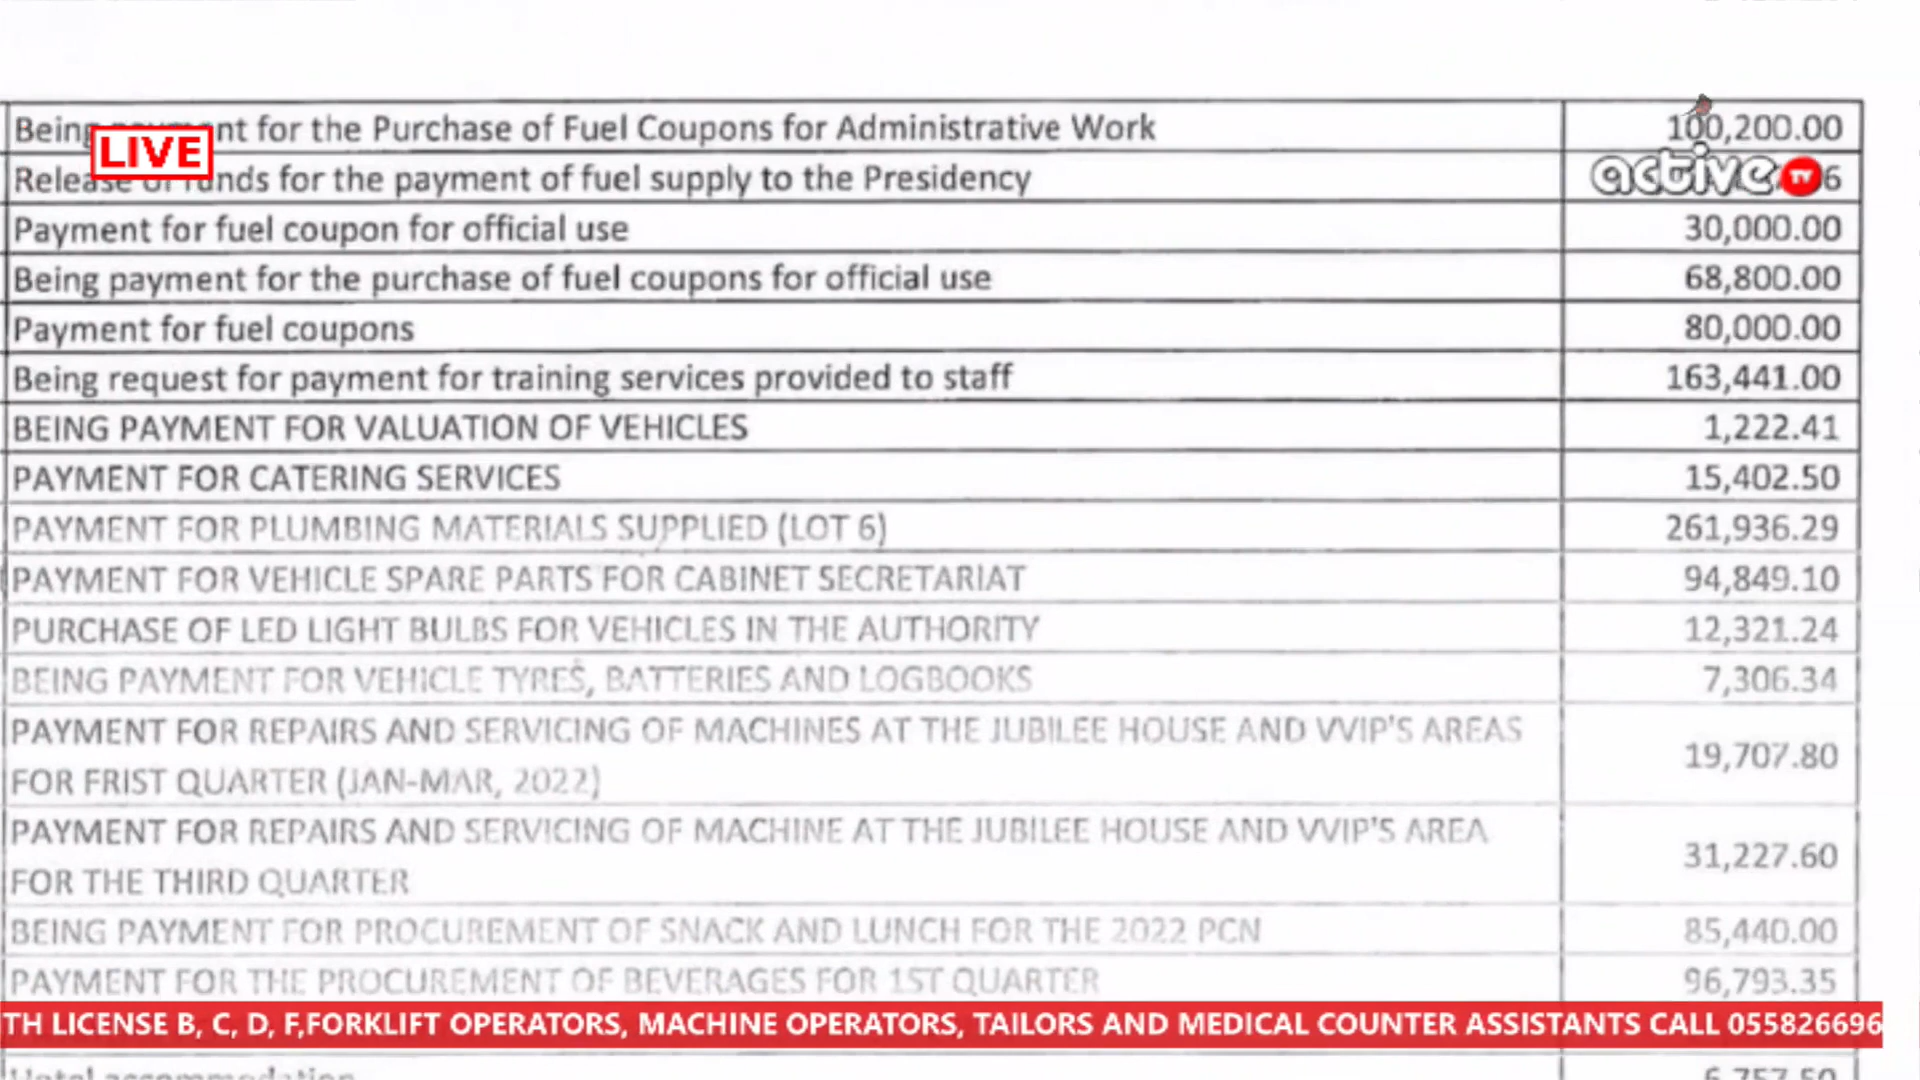 Being payment for the Purchase of Fuel Coupons for Administrative Work 100,200.00
LIVE
Release of funds for the payment of fuel supply to the Presidency 6
active TV
Payment for fuel coupon for official use 30,000.00
Being payment for the purchase of fuel coupons for official use 68,800.00
Payment for fuel coupons 80,000.00
Being request for payment for training services provided to staff 163,441.00
BEING PAYMENT FOR VALUATION OF VEHICLES 1,222.41
PAYMENT FOR CATERING SERVICES 15,402.50
PAYMENT FOR PLUMBING MATERIALS SUPPLIED (LOT 6) 261,936.29
PAYMENT FOR VEHICLE SPARE PARTS FOR CABINET SECRETARIAT 94,849.10
PURCHASE OF LED LIGHT BULBS FOR VEHICLES IN THE AUTHORITY 12,321.24
BEING PAYMENT FOR VEHICLE TYRES, BATTERIES AND LOGBOOKS 7,306.34
PAYMENT FOR REPAIRS AND SERVICING OF MACHINES AT THE JUBILEE HOUSE AND VVIP'S AREAS
FOR FRIST QUARTER (JAN-MAR, 2022) 19,707.80
PAYMENT FOR REPAIRS AND SERVICING OF MACHINE AT THE JUBILEE HOUSE AND VVIP'S AREA
FOR THE THIRD QUARTER 31,227.60
BEING PAYMENT FOR PROCUREMENT OF SNACK AND LUNCH FOR THE 2022 PCN 85,440.00
PAYMENT FOR THE PROCUREMENT OF BEVERAGES FOR 1ST QUARTER 96,793.35
TH LICENSE B, C, D, F,FORKLIFT OPERATORS, MACHINE OPERATORS, TAILORS AND MEDICAL COUNTER ASSISTANTS CALL 055826696
Hotel accommodation 6,757.50